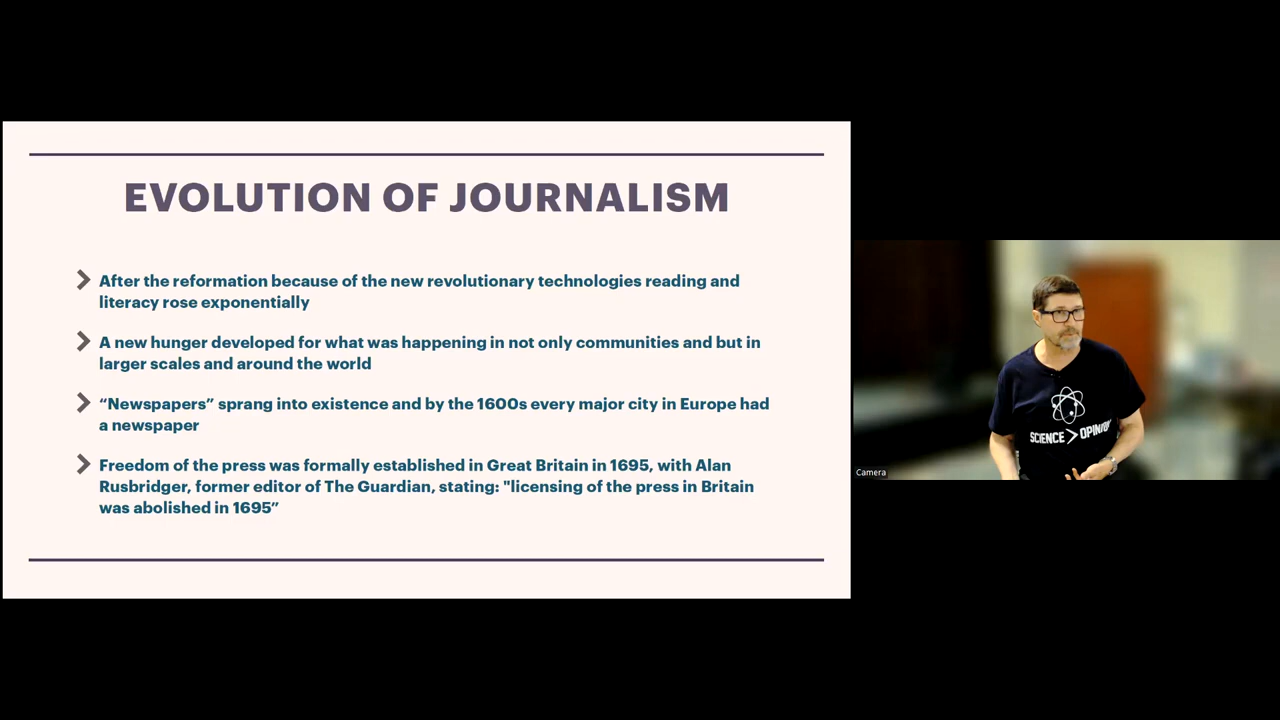 EVOLUTION OF JOURNALISM
After the reformation because of the new revolutionary technologies reading and
literacy rose exponentially
A new hunger developed for what was happening in not only communities and but in
larger scales and around the world
“Newspapers” sprang into existence and by the 1600s every major city in Europe had
a newspaper
Freedom of the press was formally established in Great Britain in 1695, with Alan
Rusbridger, former editor of The Guardian, stating: "licensing of the press in Britain
was abolished in 1695”
SCIENCE > OPINION
Camera